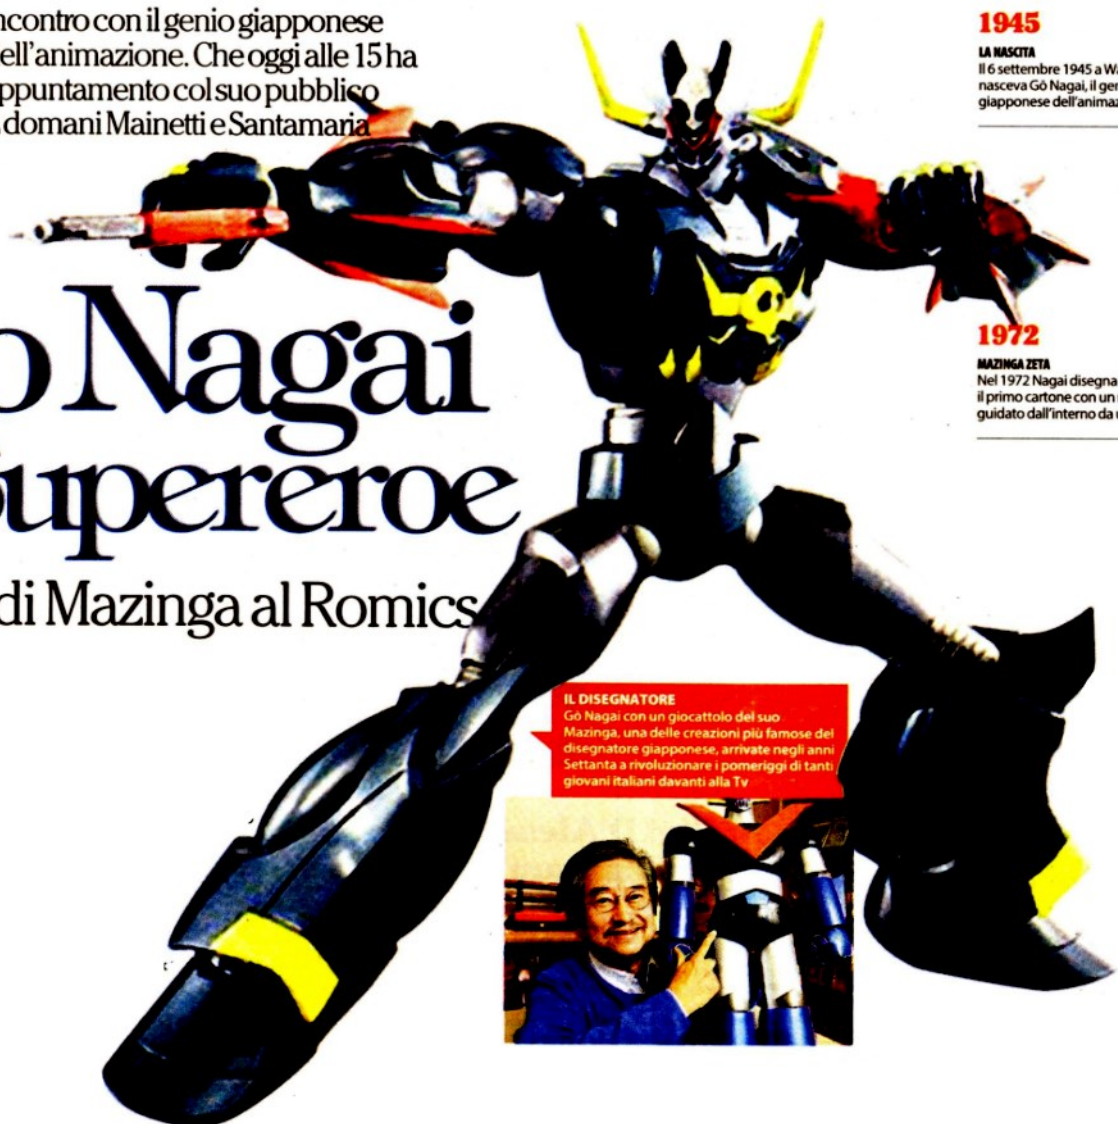 ncontro con il genio giapponese
ell'animazione. Che oggi alle 15 ha
ppuntamento col suo pubblico
domani Mainetti e Santamaria
o Nagai
upereroe
di Mazinga al Romics
1945
LA NASCITA
Il 6 settembre 1945 a Wa
nasceva Gò Nagai, il gen
giapponese dell'animaz
1972
MAZINGA ZETA
Nel 1972 Nagai disegna
il primo cartone con un
guidato dall'interno da
IL DISEGNATORE
Gò Nagai con un giocattolo del suo
Mazinga, una delle creazioni più famose del
disegnatore giapponese, arrivate negli anni
Settanta a rivoluzionare i pomeriggi di tanti
giovani italiani davanti alla Tv